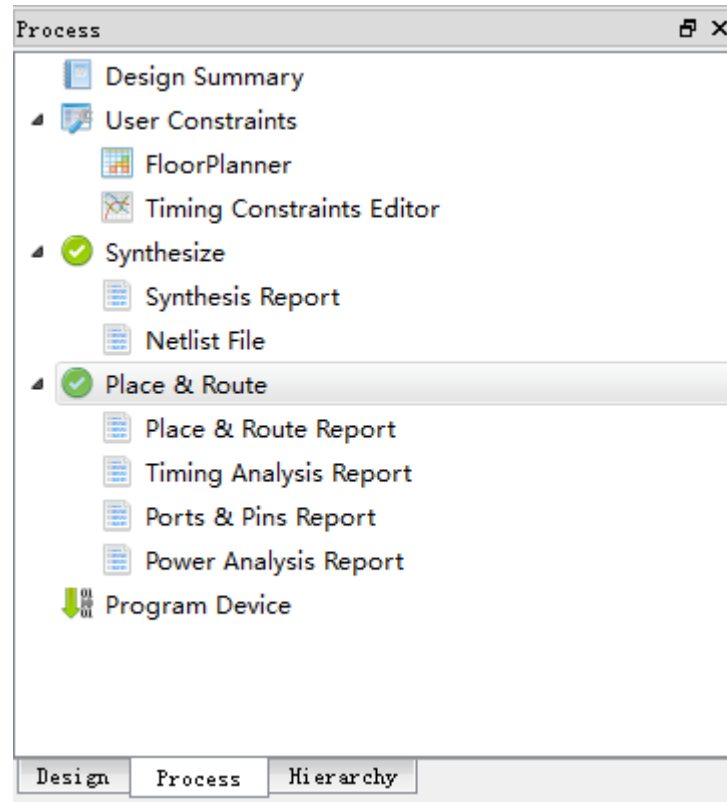 Process
Design Summary
User Constraints
FloorPlanner
Timing Constraints Editor
Synthesize
Synthesis Report
Netlist File
Place & Route
Place & Route Report
Timing Analysis Report
Ports & Pins Report
Power Analysis Report
Program Device
Design Process Hierarchy